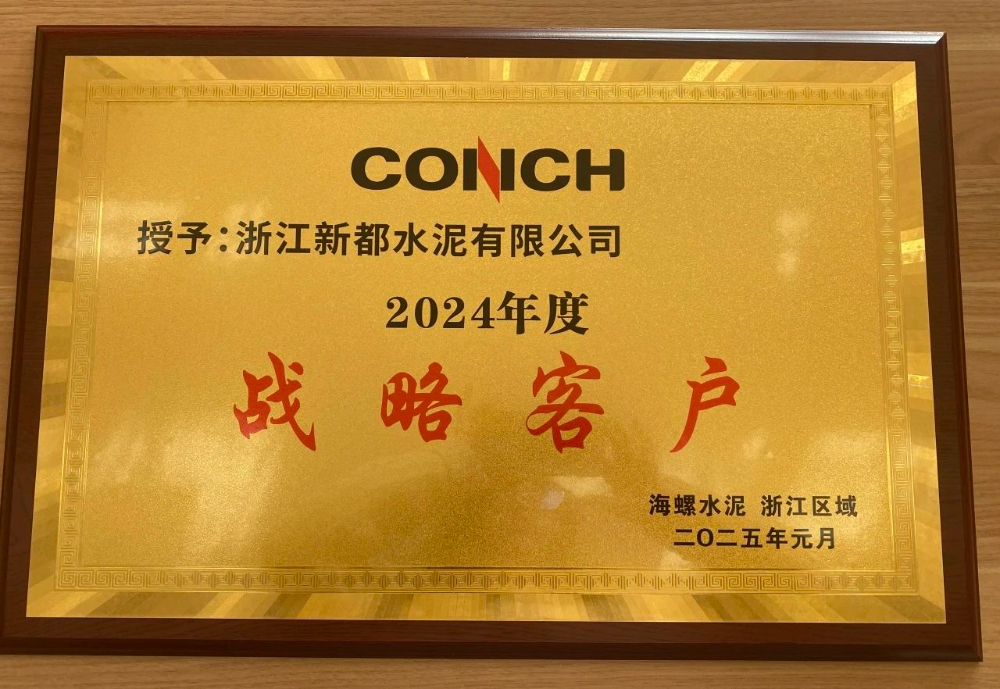 CONCH
授予:浙江新都水泥有限公司
2024年度
战略客户
海螺水泥 浙江区域
二〇二五年元月